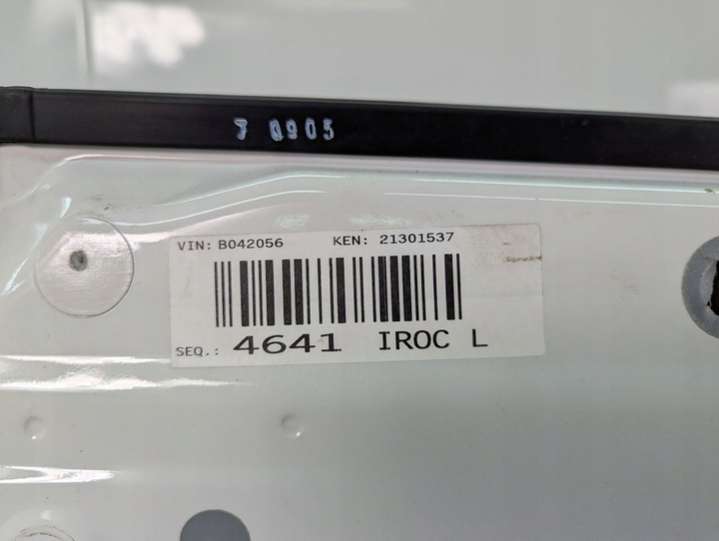 7 0905
VIN: B042056 KEN: 21301537
SEQ.: 4641 IROC L